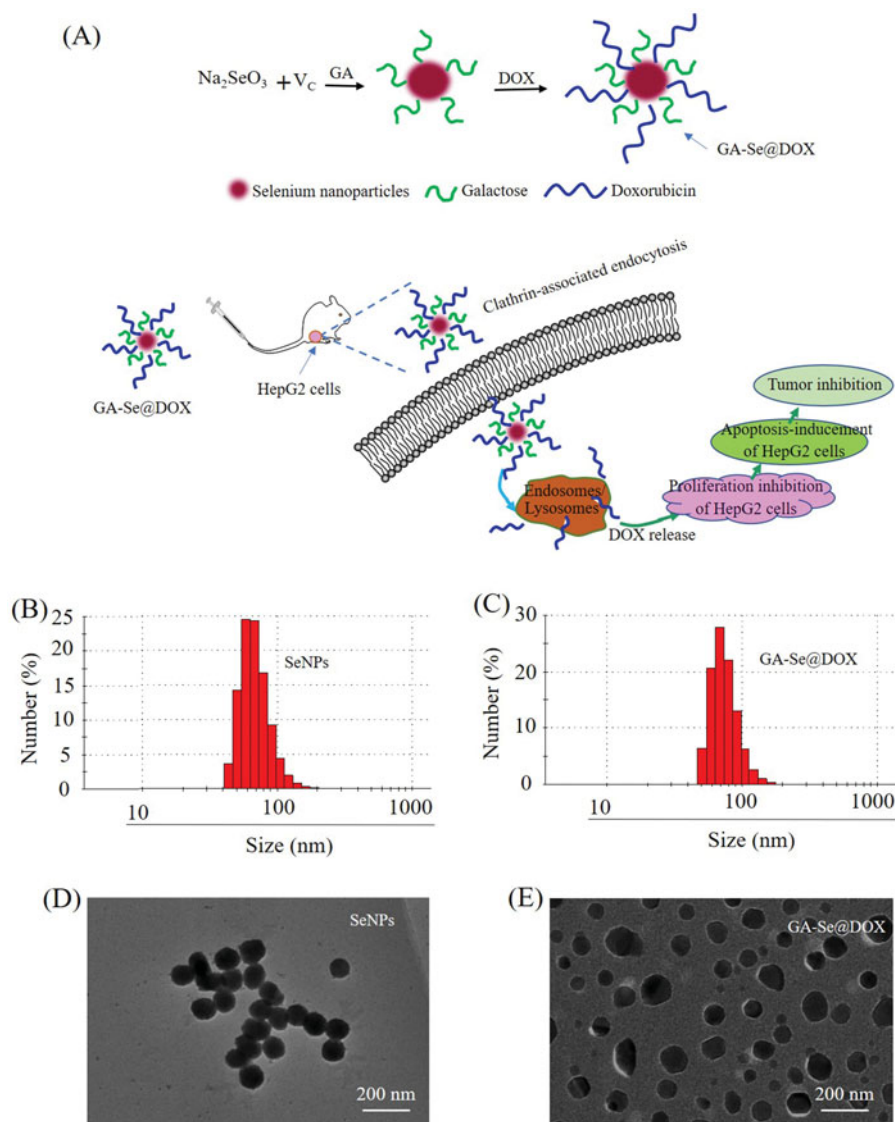 (A)
Na₂SeO₃ + V_C
GA
DOX
GA-Se@DOX
Selenium nanoparticles
Galactose
Doxorubicin
Clathrin-associated endocytosis
HepG2 cells
GA-Se@DOX
Tumor inhibition
Apoptosis-inducement
of HepG2 cells
Proliferation inhibition
of HepG2 cells
Endosomes/
Lysosomes
DOX release
(B)
Number (%)
25
20
15
10
5
0
SeNPs
10
100
1000
Size (nm)
(C)
Number (%)
30
20
10
0
GA-Se@DOX
10
100
1000
Size (nm)
(D)
SeNPs
200 nm
(E)
GA-Se@DOX
200 nm